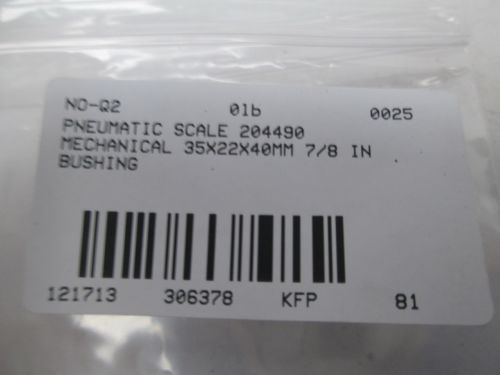 NO-Q2 01b 0025
PNEUMATIC SCALE 204490
MECHANICAL 35X22X40MM 7/8 IN
BUSHING
121713 306378 KFP 81